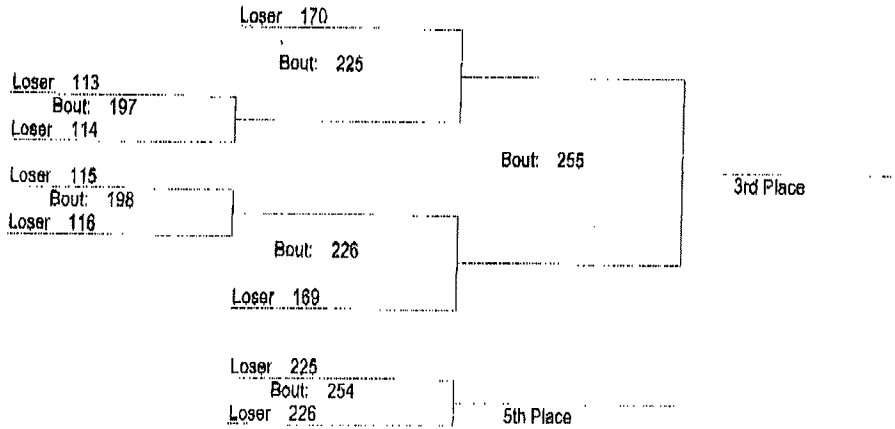 Loser 170
Bout: 225
Loser 113
Bout: 197
Loser 114
Bout: 255
Loser 115
Bout: 198
Loser 116
3rd Place
Bout: 226
Loser 169
Loser 225
Bout: 254
Loser 226
5th Place